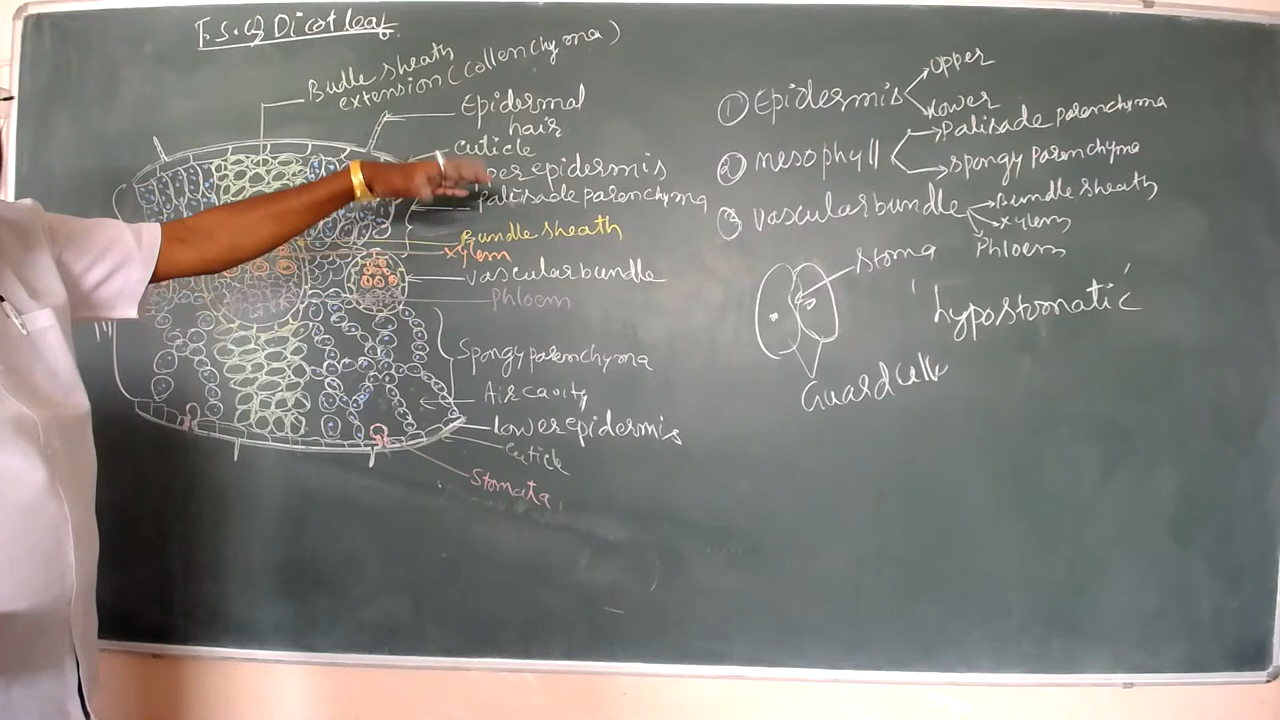 T.S. of Dicot leaf
Budle sheath
extension (collenchyma)
Epidermal
hair
cuticle
per epidermis
palisade parenchyma
Bundle sheath
xylem
vascular bundle
phloem
Spongy parenchyma
Air cavity
Lower epidermis
cuticle
Stomata
① Epidermis
Upper
Lower
② mesophyll
Palisade parenchyma
spongy parenchyma
③ vascular bundle
Bundle sheath
xylem
Phloem
Stoma
Guard cells
'hypostomatic'